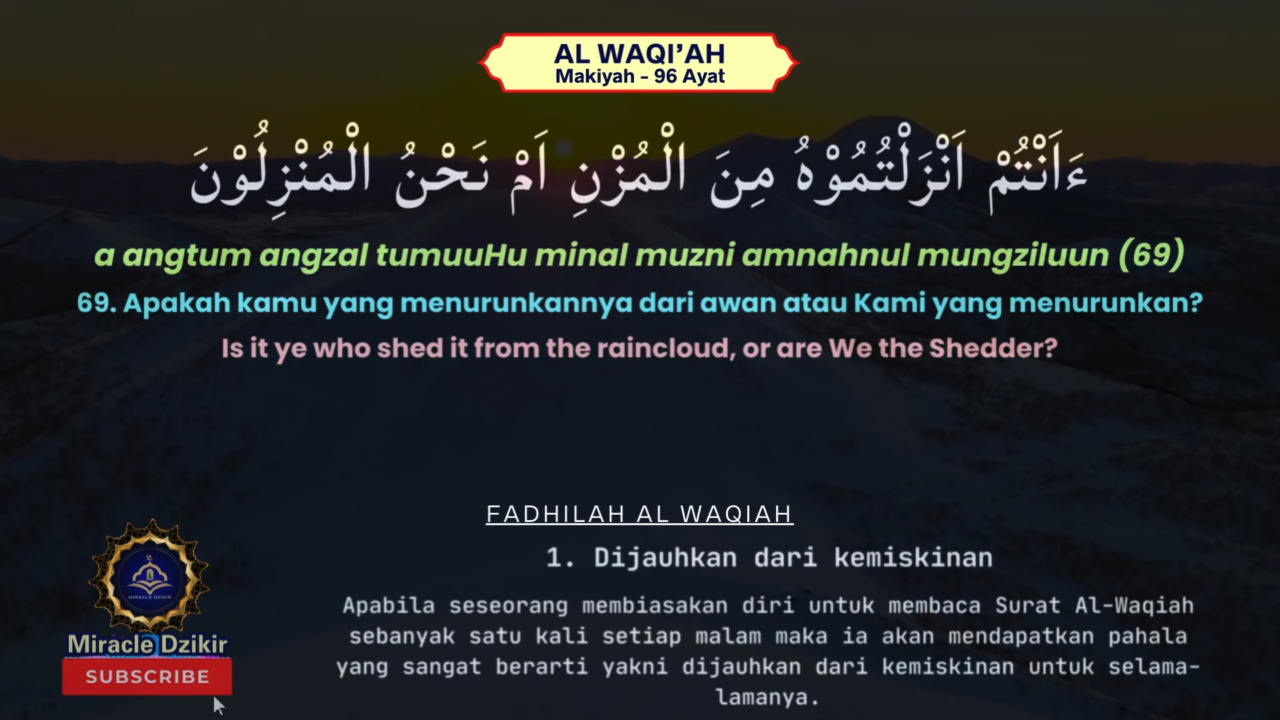 AL WAQI’AH
Makiyah - 96 Ayat
ءَاَنْتُمْ اَنْزَلْتُمُوْهُ مِنَ الْمُزْنِ اَمْ نَحْنُ الْمُنْزِلُوْنَ
a angtum angzal tumuuHu minal muzni amnahnul mungziluun (69)
69. Apakah kamu yang menurunkannya dari awan atau Kami yang menurunkan?
Is it ye who shed it from the raincloud, or are We the Shedder?
FADHILAH AL WAQIAH
1. Dijauhkan dari kemiskinan
Apabila seseorang membiasakan diri untuk membaca Surat Al-Waqiah
sebanyak satu kali setiap malam maka ia akan mendapatkan pahala
yang sangat berarti yakni dijauhkan dari kemiskinan untuk selama-
lamanya.
MIRACLE DZIKIR
Miracle Dzikir
SUBSCRIBE